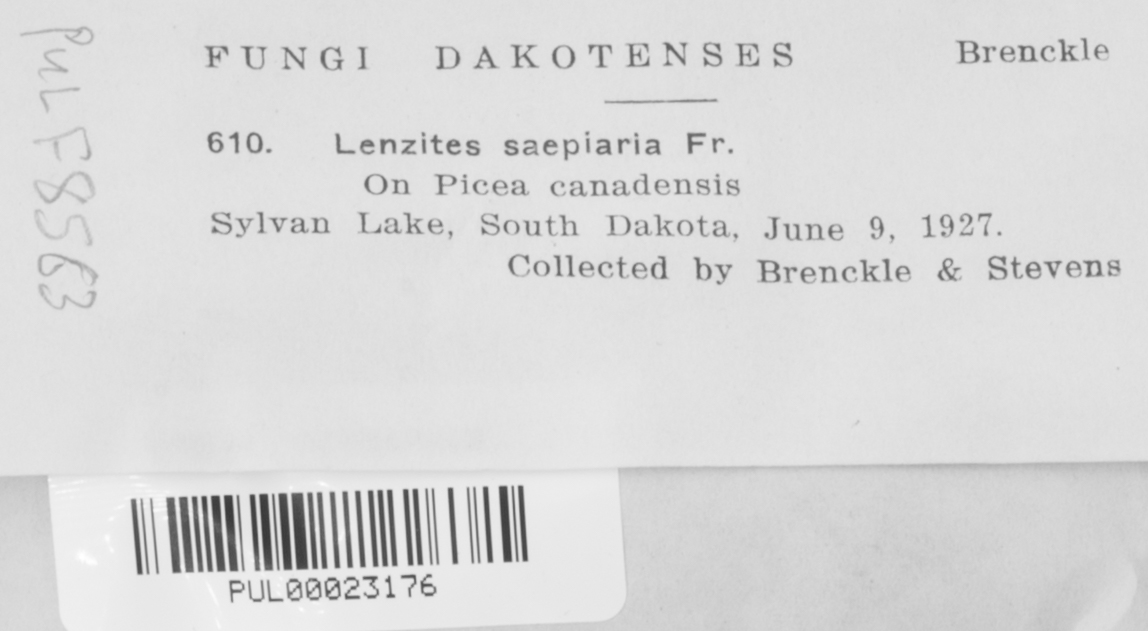 FUNGI DAKOTENSES Brenckle
610. Lenzites saepiaria Fr.
On Picea canadensis
Sylvan Lake, South Dakota, June 9, 1927.
Collected by Brenckle & Stevens
PUL F8563
PUL00023176